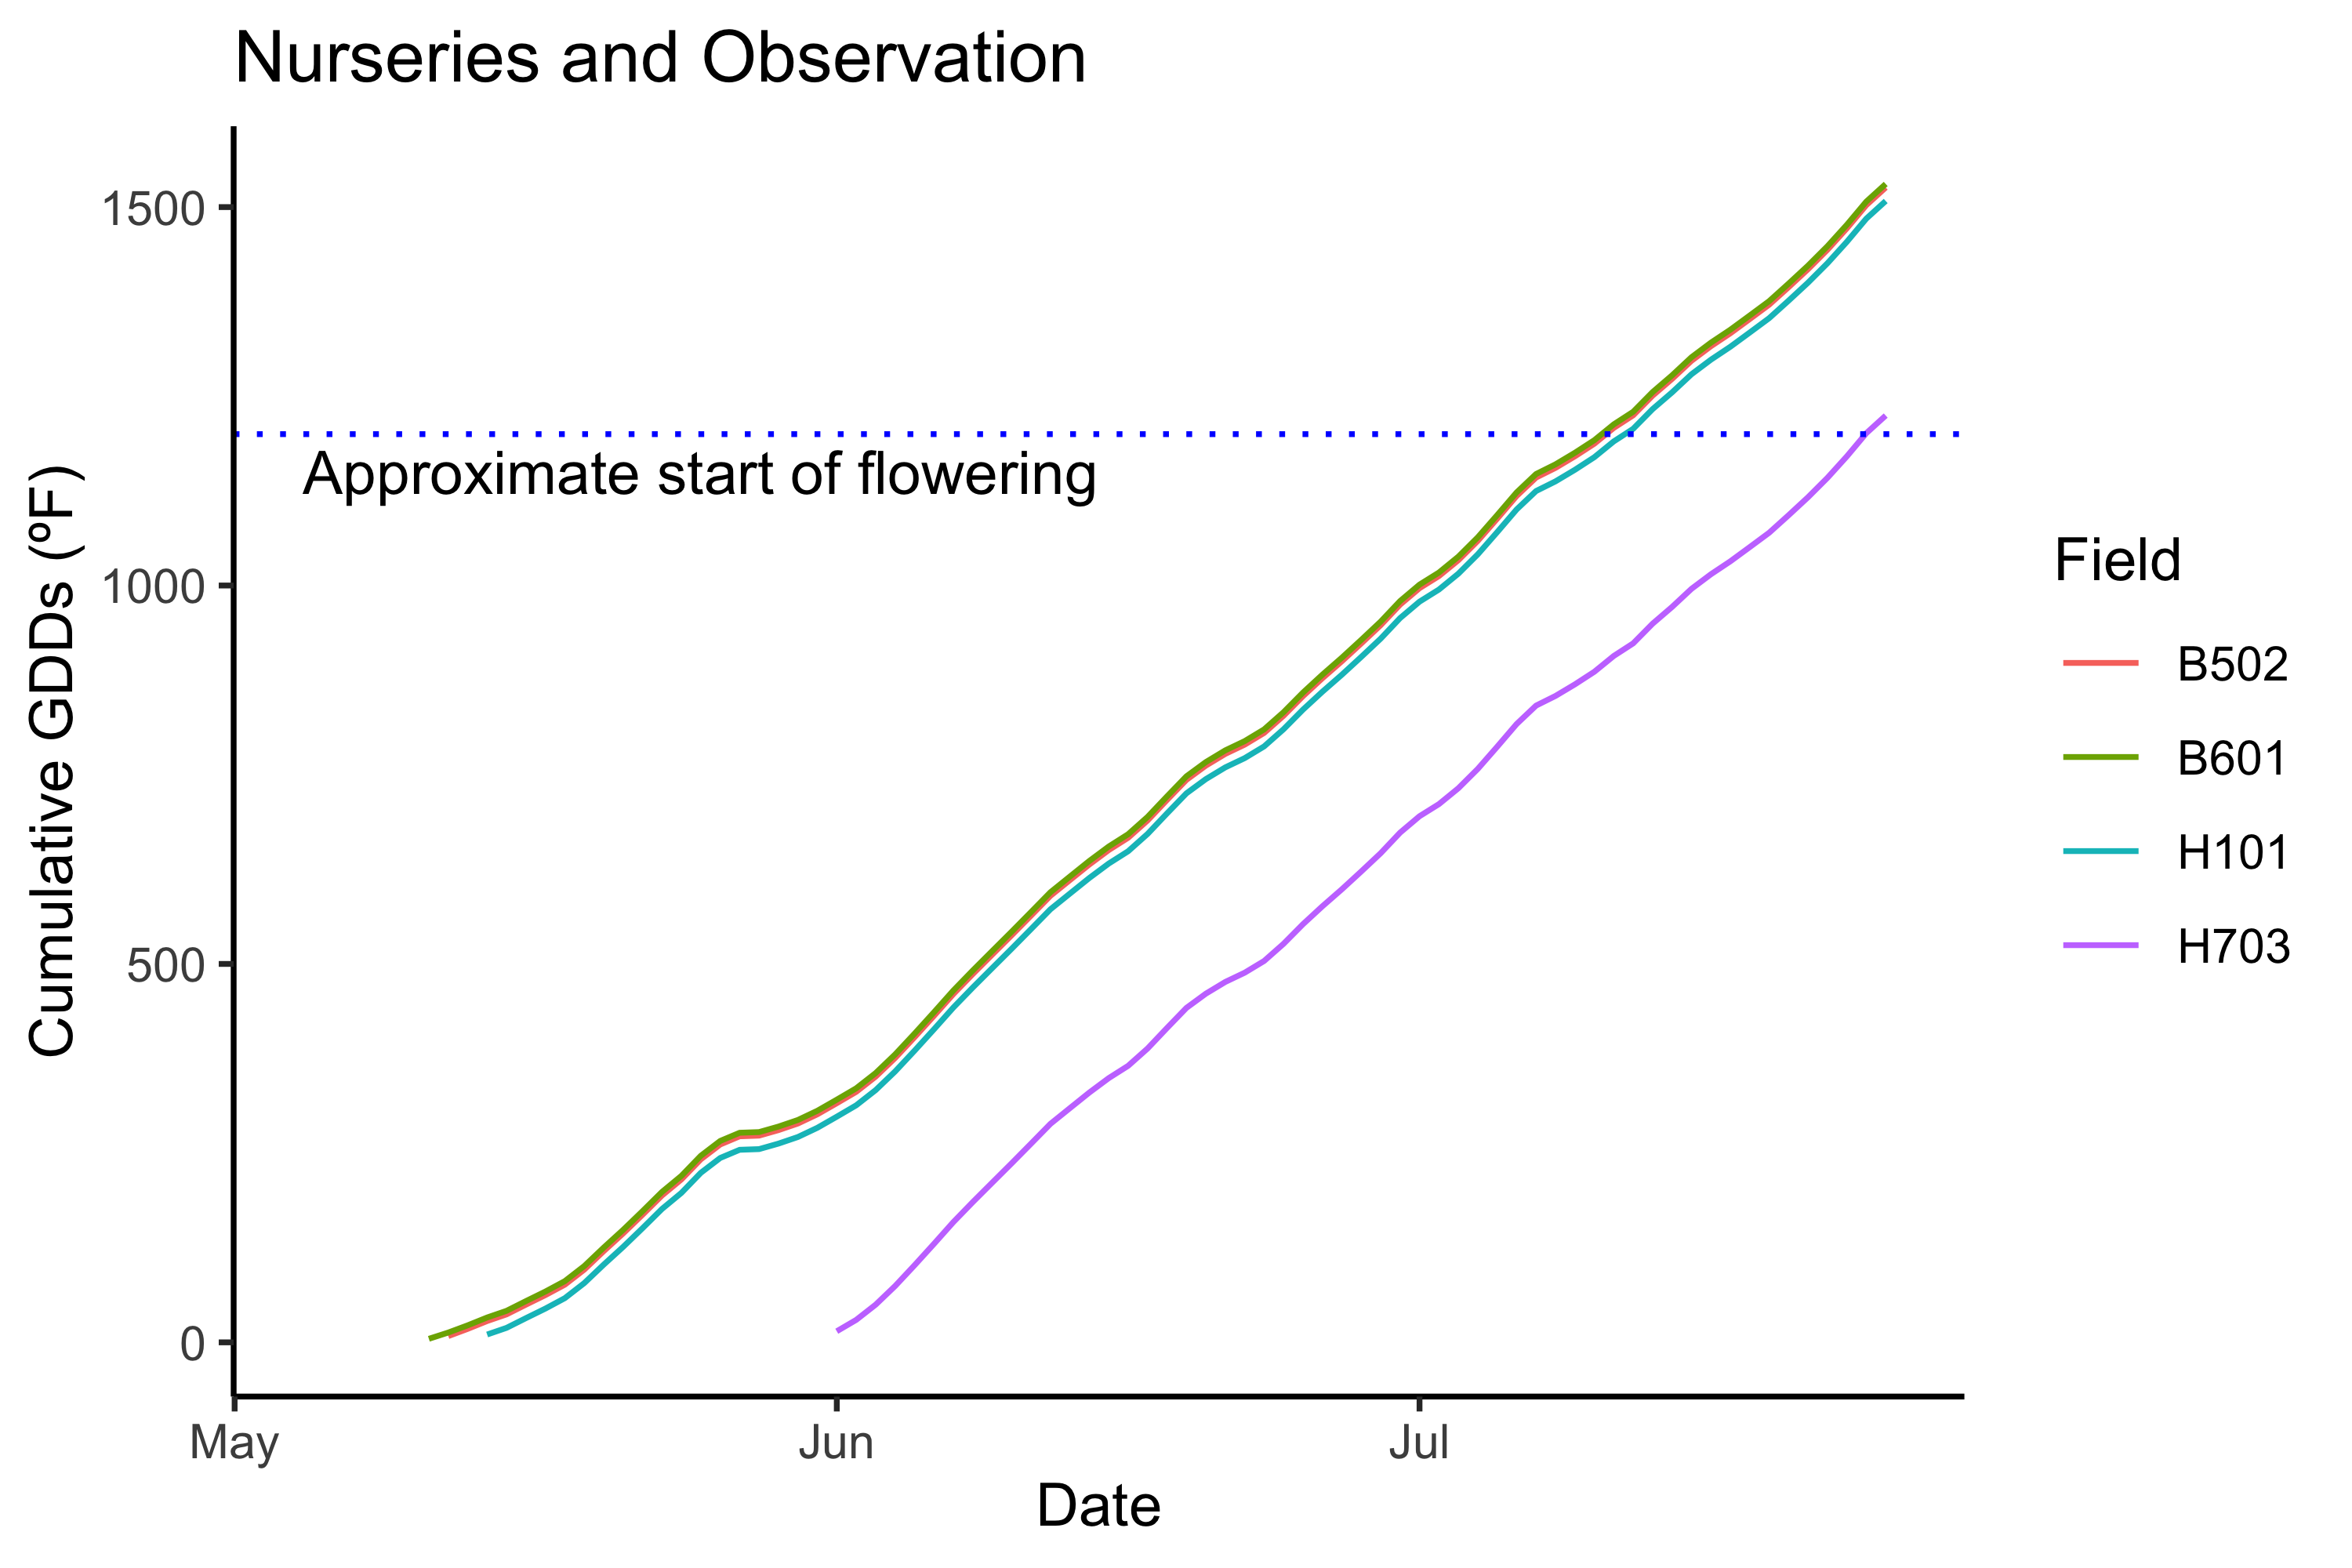 Nurseries and Observation
Cumulative GDDs (ºF)
1500
1000
500
0
Approximate start of flowering
May
Jun
Jul
Date
Field
B502
B601
H101
H703